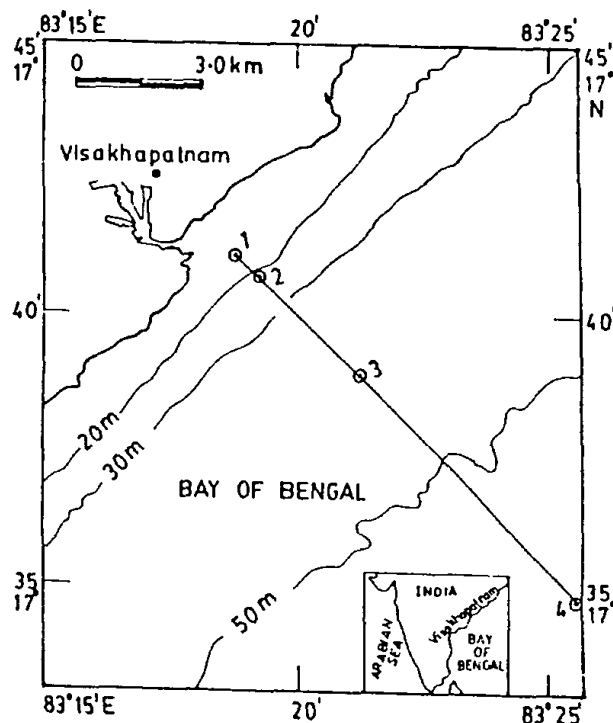 83°15'E
20'
83°25'
45'
17°
45'
17°
N
0 3.0 km
Visakhapatnam
1
2
40'
40'
3
20m
30m
BAY OF BENGAL
35'
17°
50m
4
35'
17°
INDIA
Visakhapatnam
ARABIAN
SEA
BAY
OF
BENGAL
83°15'E
20'
83°25'